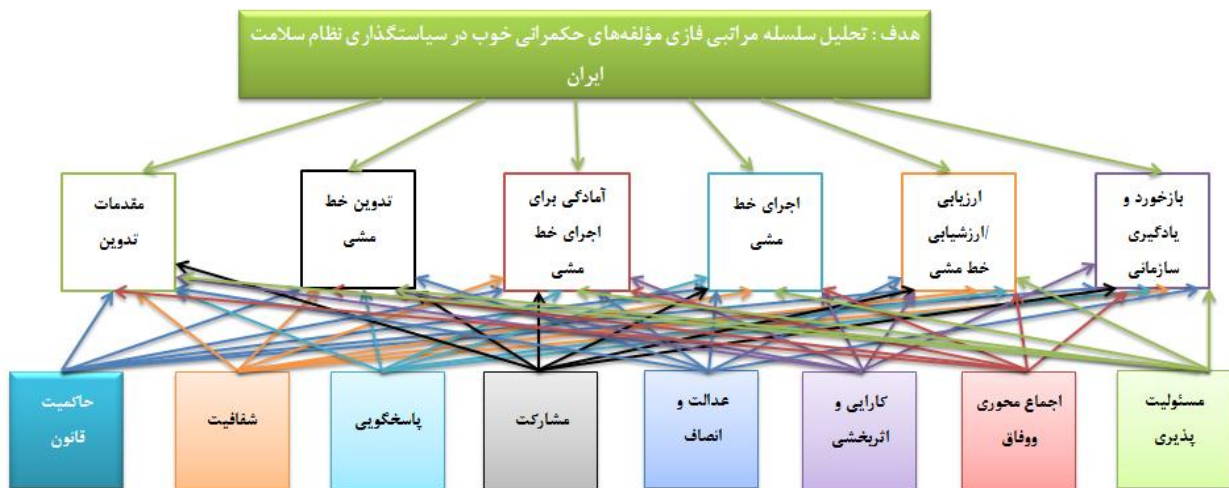 هدف : تحلیل سلسله مراتبی فازی مؤلفه‌های حکمراتی خوب در سیاستگذاری نظام سلامت
ایران
بازخورد و
یادگیری
سازمانی
ارزیابی
/ارزشیابی
خط مشی
اجرای خط
مشی
آمادگی برای
اجرای خط
مشی
تدوین خط
مشی
مقدمات
تدوین
مسئولیت
پذیری
اجماع محوری
ووفاق
کارایی و
اثربخشی
عدالت و
انصاف
مشارکت
پاسخگویی
شفافیت
حاکمیت
قانون